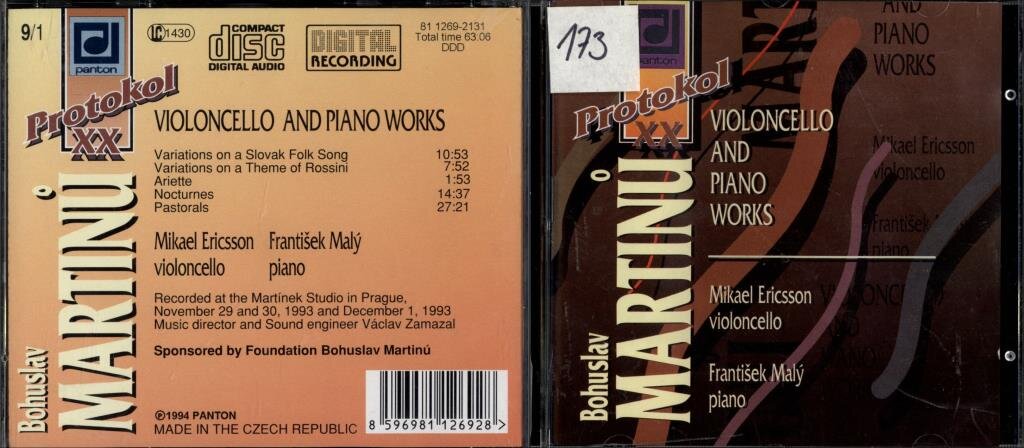 9/1
panton
LC 1430
COMPACT
disc
DIGITAL AUDIO
DIGITAL
RECORDING
81 1269-2131
Total time 63.06
DDD
Protokol
XX
VIOLONCELLO AND PIANO WORKS
Variations on a Slovak Folk Song 10:53
Variations on a Theme of Rossini 7:52
Ariette 1:53
Nocturnes 14:37
Pastorals 27:21
Mikael Ericsson František Malý
violoncello piano
Recorded at the Martínek Studio in Prague,
November 29 and 30, 1993 and December 1, 1993
Music director and Sound engineer Václav Zamazal
Sponsored by Foundation Bohuslav Martinú
℗1994 PANTON
MADE IN THE CZECH REPUBLIC
8 596981 126928 >
Bohuslav
MARTINŮ
173
panton
Protokol
XX
VIOLONCELLO
AND
PIANO
WORKS
Mikael Ericsson
violoncello
František Malý
piano
Bohuslav
MARTINŮ
AND
PIANO
WORKS
Mikael Ericsson
violoncello
piano